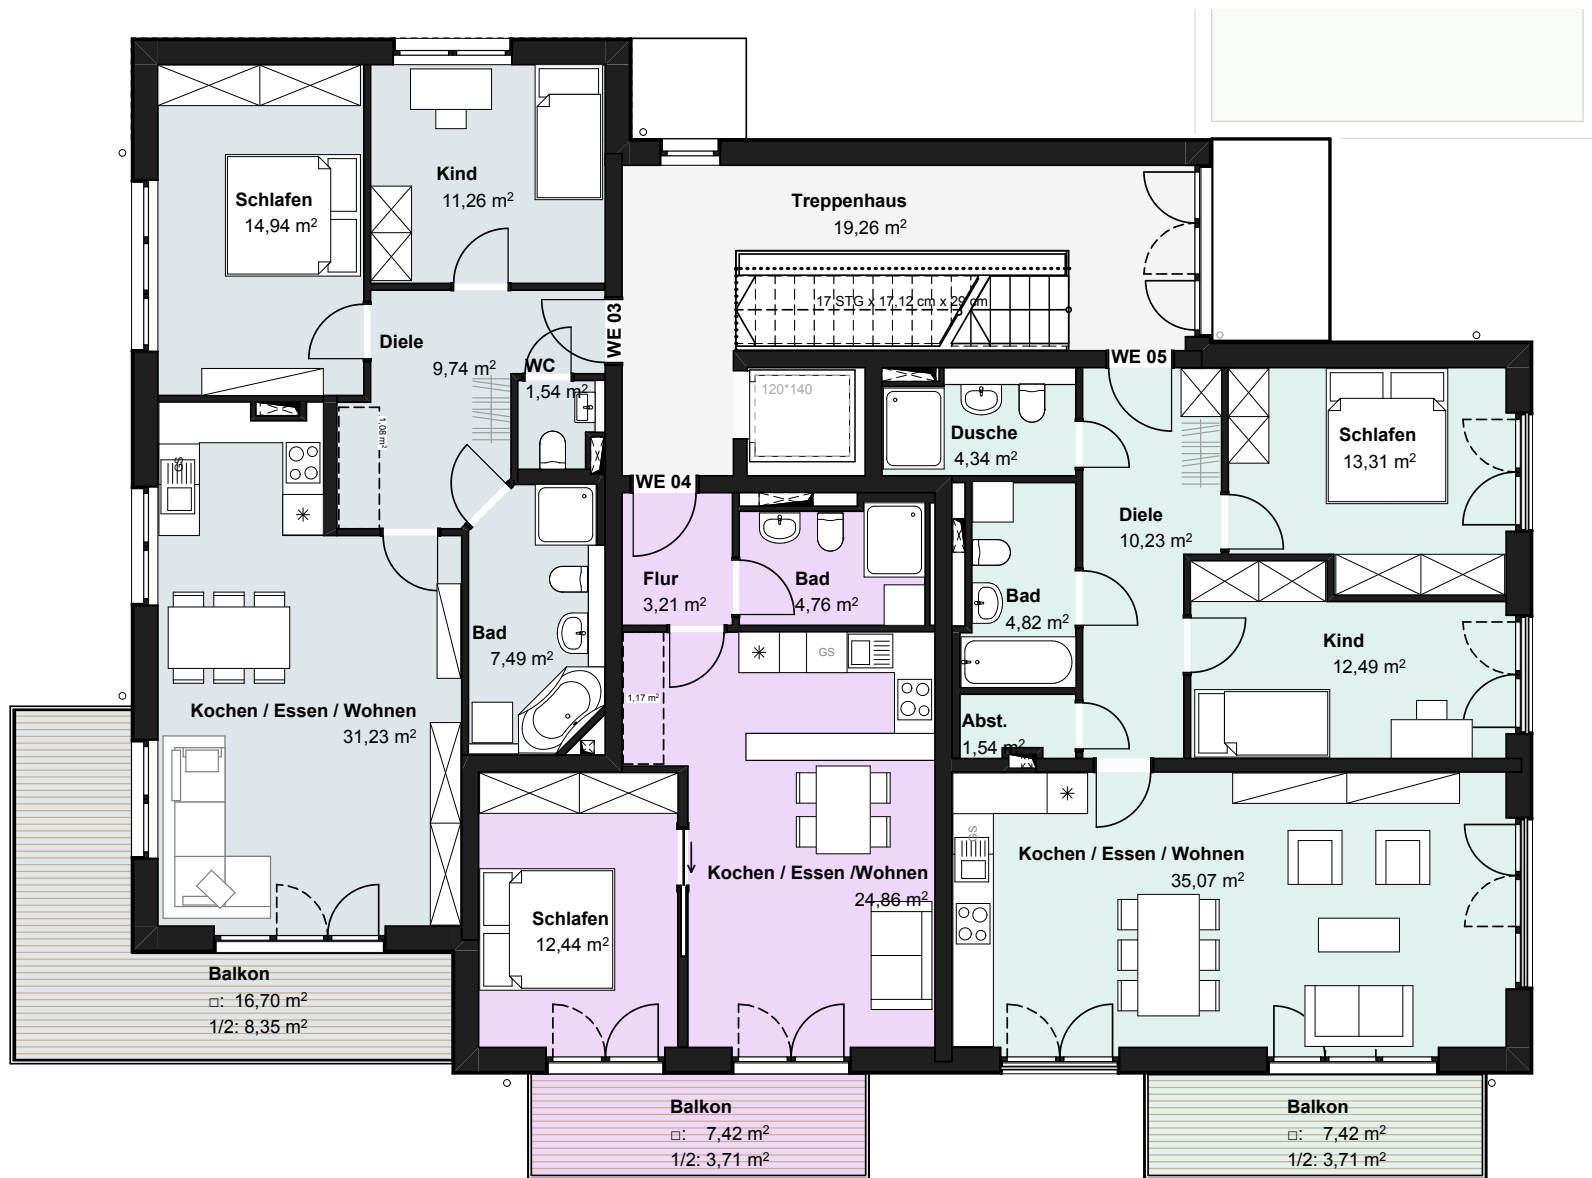 Schlafen
14,94 m²
Kind
11,26 m²
Treppenhaus
19,26 m²
17 STG x 17,12 cm x 29 cm
WE 03
Diele
9,74 m²
WC
1,54 m²
1,08 m²
GS
120*140
WE 05
Dusche
4,34 m²
Schlafen
13,31 m²
WE 04
Diele
10,23 m²
Flur
3,21 m²
Bad
4,76 m²
Bad
4,82 m²
Bad
7,49 m²
Kind
12,49 m²
GS
1,17 m²
Abst.
1,54 m²
Kochen / Essen / Wohnen
31,23 m²
Kochen / Essen /Wohnen
24,86 m²
GS
Kochen / Essen / Wohnen
35,07 m²
Schlafen
12,44 m²
Balkon
□: 16,70 m²
1/2: 8,35 m²
Balkon
□: 7,42 m²
1/2: 3,71 m²
Balkon
□: 7,42 m²
1/2: 3,71 m²